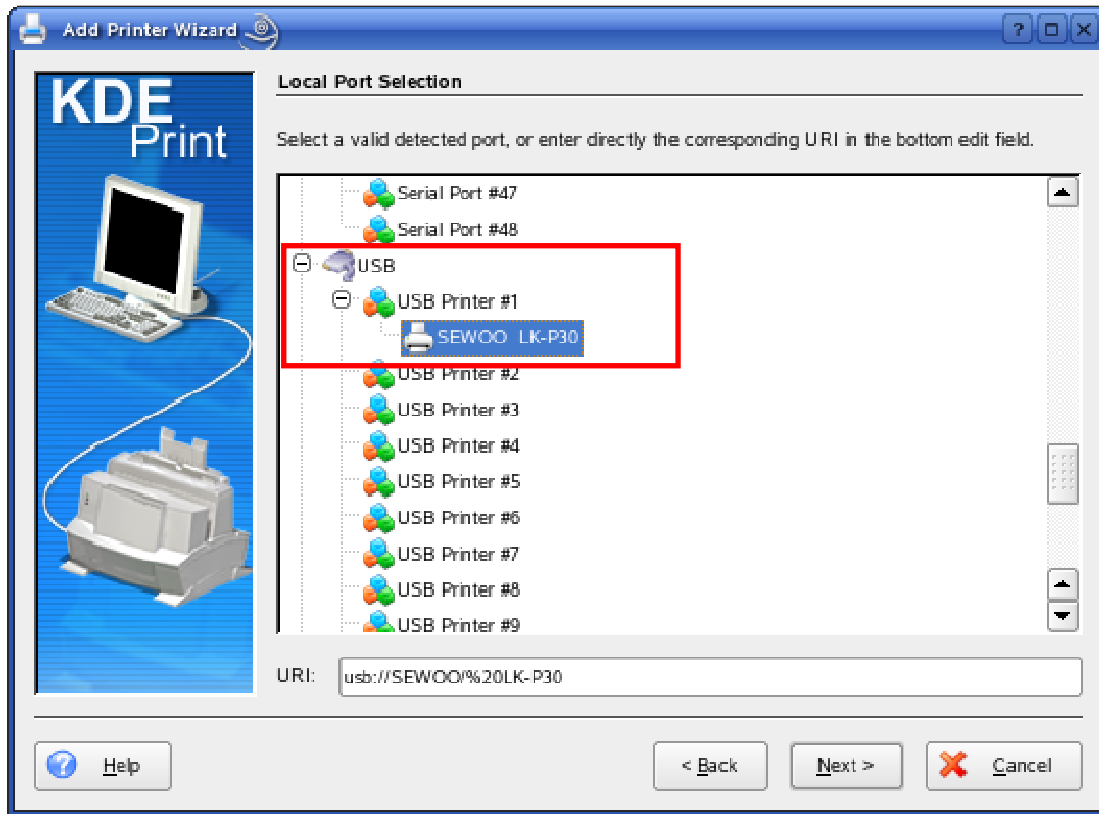 Add Printer Wizard
KDE
Print
Local Port Selection
Select a valid detected port, or enter directly the corresponding URI in the bottom edit field.
Serial Port #47
Serial Port #48
USB
USB Printer #1
SEWOO  LK-P30
USB Printer #2
USB Printer #3
USB Printer #4
USB Printer #5
USB Printer #6
USB Printer #7
USB Printer #8
USB Printer #9
URI: usb://SEWOO/%20LK-P30
Help < Back Next > Cancel